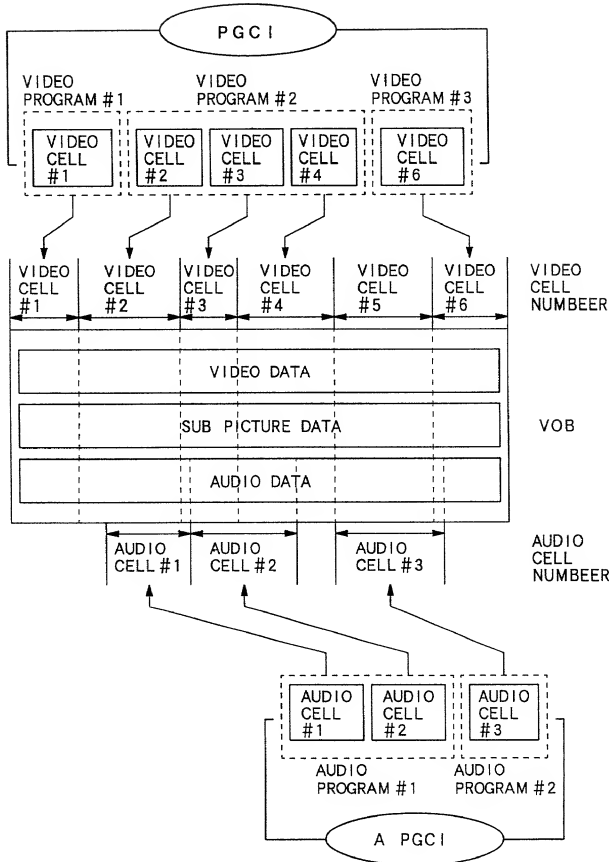 PGCI
VIDEO PROGRAM #1
VIDEO PROGRAM #2
VIDEO PROGRAM #3
VIDEO CELL #1
VIDEO CELL #2
VIDEO CELL #3
VIDEO CELL #4
VIDEO CELL #6
VIDEO CELL #1
VIDEO CELL #2
VIDEO CELL #3
VIDEO CELL #4
VIDEO CELL #5
VIDEO CELL #6
VIDEO CELL NUMBEER
VIDEO DATA
SUB PICTURE DATA
VOB
AUDIO DATA
AUDIO CELL #1
AUDIO CELL #2
AUDIO CELL #3
AUDIO CELL NUMBEER
AUDIO CELL #1
AUDIO CELL #2
AUDIO CELL #3
AUDIO PROGRAM #1
AUDIO PROGRAM #2
A PGCI